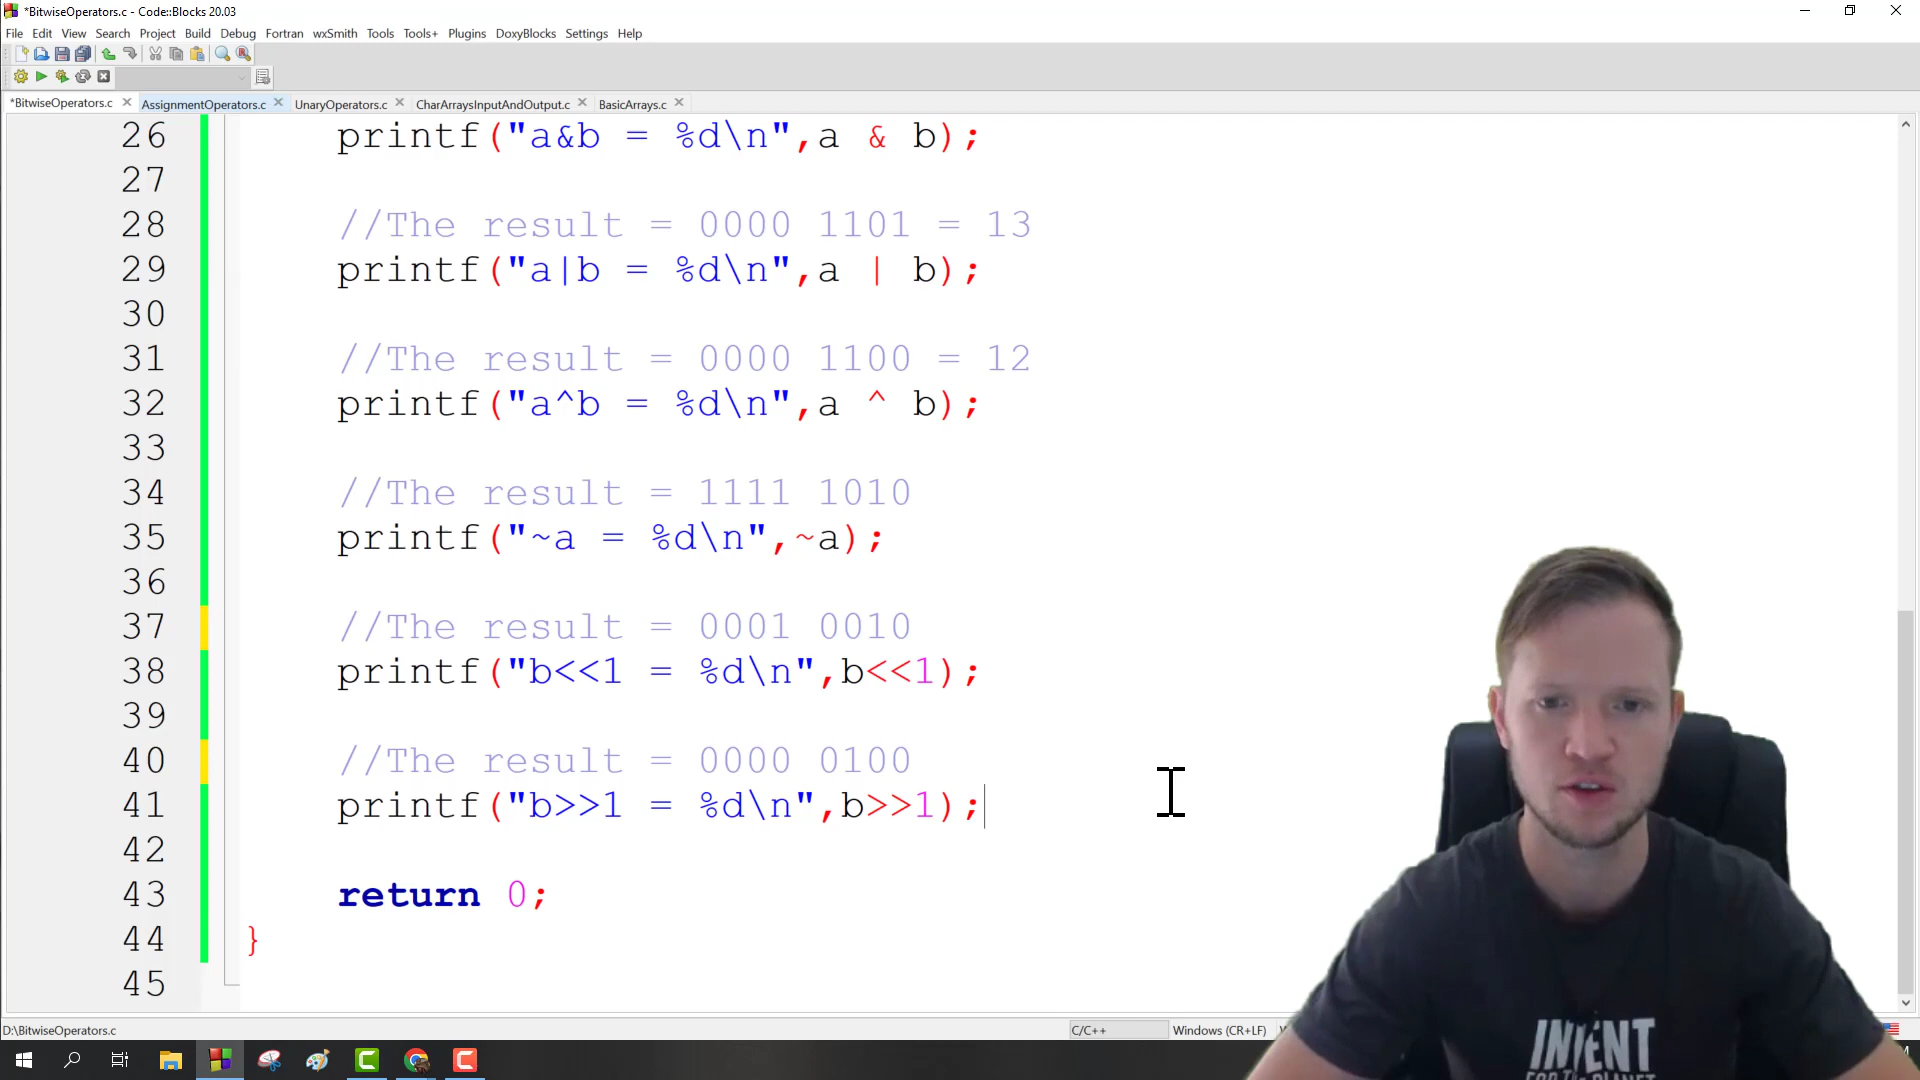 *BitwiseOperators.c - Code::Blocks 20.03
File Edit View Search Project Build Debug Fortran wxSmith Tools Tools+ Plugins DoxyBlocks Settings Help
*BitwiseOperators.c AssignmentOperators.c UnaryOperators.c CharArraysInputAndOutput.c BasicArrays.c
26 printf("a&b = %d\n",a & b);
27
28 //The result = 0000 1101 = 13
29 printf("a|b = %d\n",a | b);
30
31 //The result = 0000 1100 = 12
32 printf("a^b = %d\n",a ^ b);
33
34 //The result = 1111 1010
35 printf("~a = %d\n",~a);
36
37 //The result = 0001 0010
38 printf("b<<1 = %d\n",b<<1);
39
40 //The result = 0000 0100
41 printf("b>>1 = %d\n",b>>1);
42
43 return 0;
44 }
45
D:\BitwiseOperators.c C/C++ Windows (CR+LF)
INTENT
FOR THE PLANET